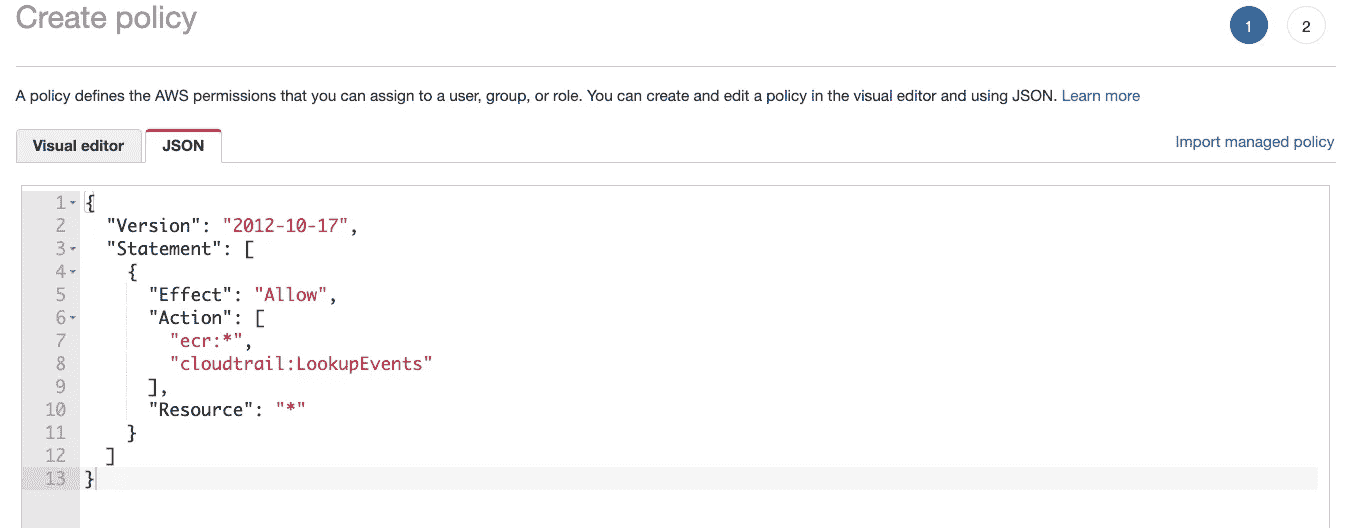 Create policy
1 2
A policy defines the AWS permissions that you can assign to a user, group, or role. You can create and edit a policy in the visual editor and using JSON. Learn more
Visual editor JSON Import managed policy
1 {
2 "Version": "2012-10-17",
3 "Statement": [
4 {
5 "Effect": "Allow",
6 "Action": [
7 "ecr:*",
8 "cloudtrail:LookupEvents"
9 ],
10 "Resource": "*"
11 }
12 ]
13 }